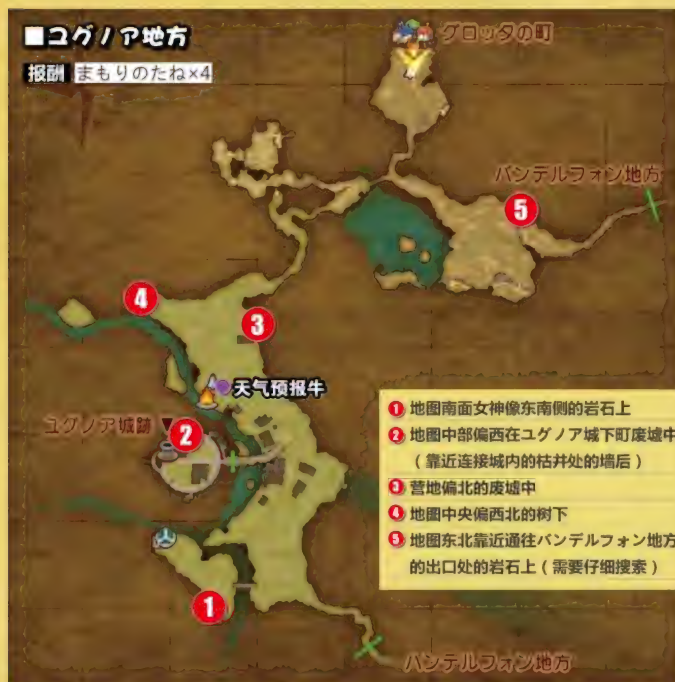 ■ユグノア地方
报酬 まもりのたね×4
グロッタの町
バンデルフォン地方
5
4
3
天气预报牛
ユグノア城跡
2
1
バンデルフォン地方
1 地图南面女神像东南侧的岩石上
2 地图中部偏西在ユグノア城下町废墟中
（靠近连接城内的枯井处的墙后）
3 营地偏北的废墟中
4 地图中央偏西北的树下
5 地图东北靠近通往バンデルフォン地方
的出口处的岩石上（需要仔细搜索）